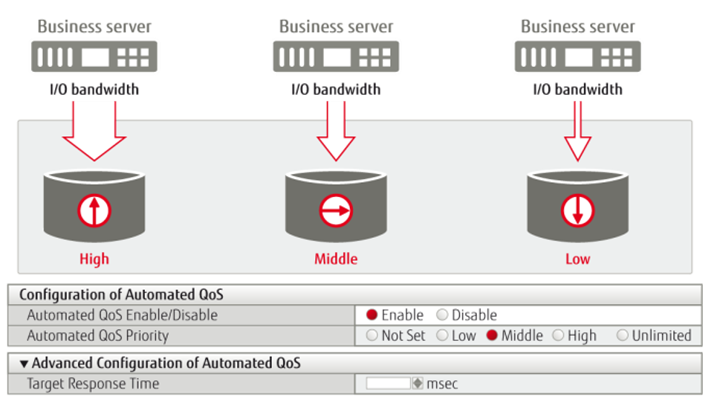 Business server Business server Business server
I/O bandwidth I/O bandwidth I/O bandwidth
High Middle Low
Configuration of Automated QoS
Automated QoS Enable/Disable Enable Disable
Automated QoS Priority Not Set Low Middle High Unlimited
▼ Advanced Configuration of Automated QoS
Target Response Time msec